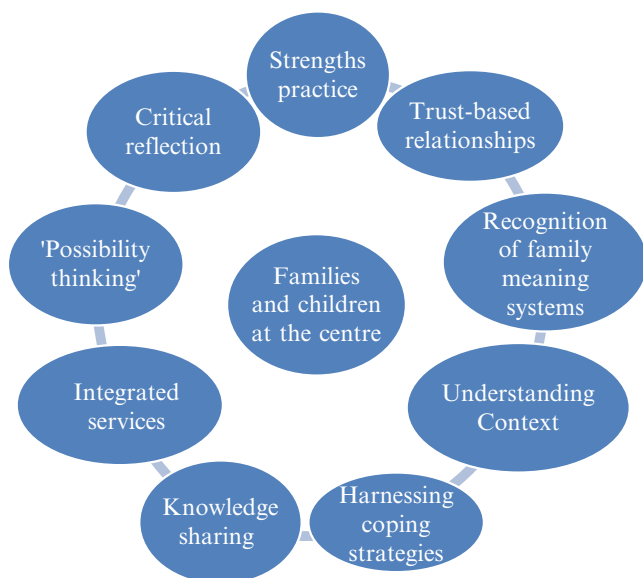 Strengths
practice
Trust-based
relationships
Recognition
of family
meaning
systems
Understanding
Context
Harnessing
coping
strategies
Knowledge
sharing
Integrated
services
'Possibility
thinking'
Critical
reflection
Families
and children
at the centre